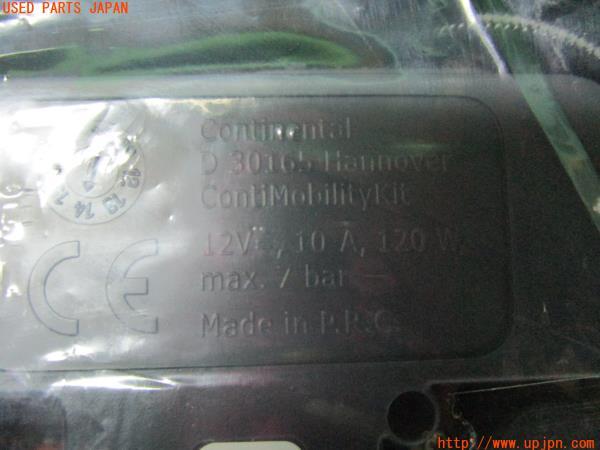 USED PARTS JAPAN
Continental
D 30165 Hannover
ContiMobilityKit
12V⎓, 10 A, 120 W,
max. 7 bar —
Made in P.R.C.
CE
http://www.upjpn.com/